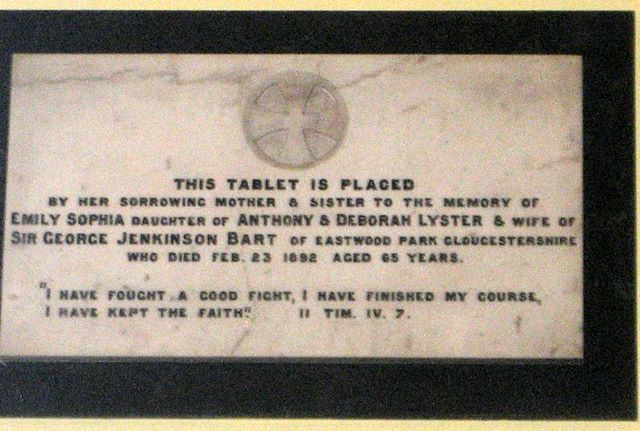 THIS TABLET IS PLACED
BY HER SORROWING MOTHER & SISTER TO THE MEMORY OF
EMILY SOPHIA DAUGHTER OF ANTHONY & DEBORAH LYSTER & WIFE OF
SIR GEORGE JENKINSON BART OF EASTWOOD PARK GLOUCESTERSHIRE
WHO DIED FEB. 23 1892 AGED 65 YEARS.
"I HAVE FOUGHT A GOOD FIGHT, I HAVE FINISHED MY COURSE,
I HAVE KEPT THE FAITH". II TIM. IV. 7.